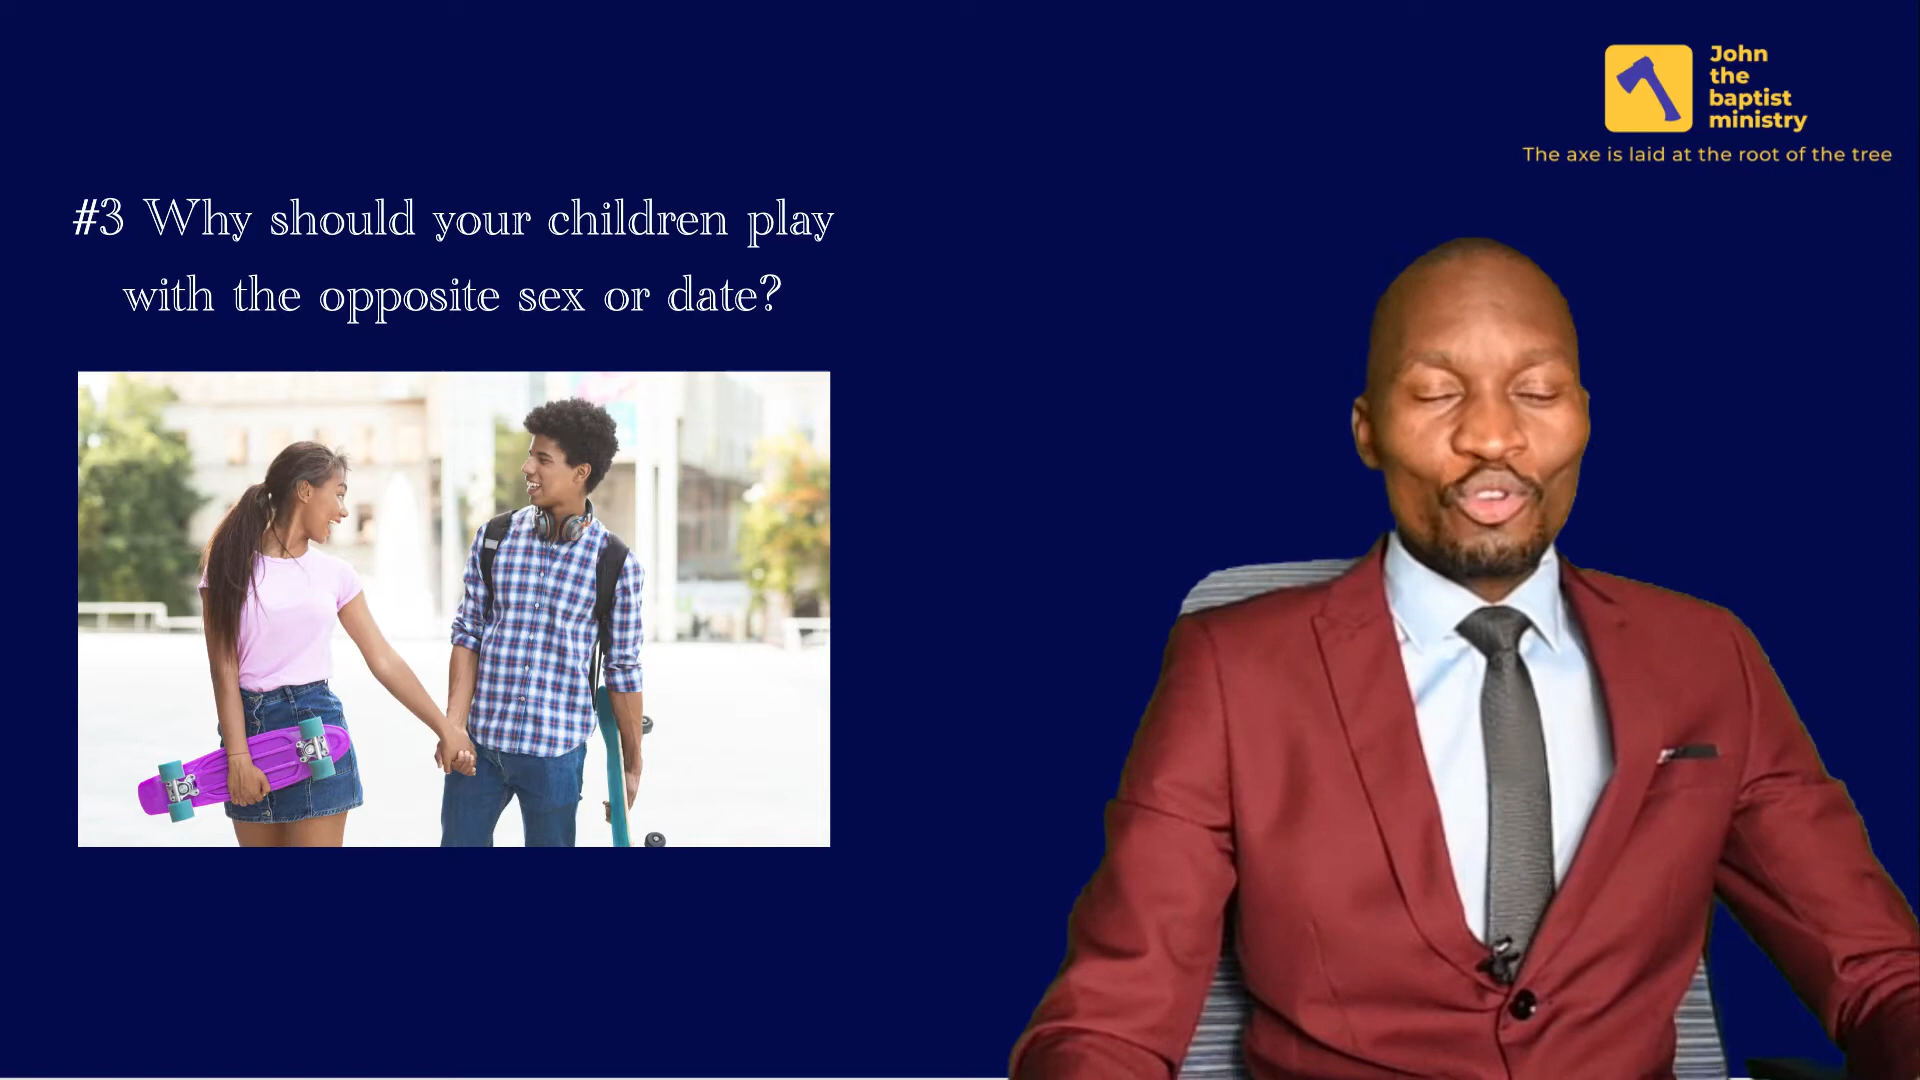 John
the
baptist
ministry
The axe is laid at the root of the tree
#3 Why should your children play
with the opposite sex or date?